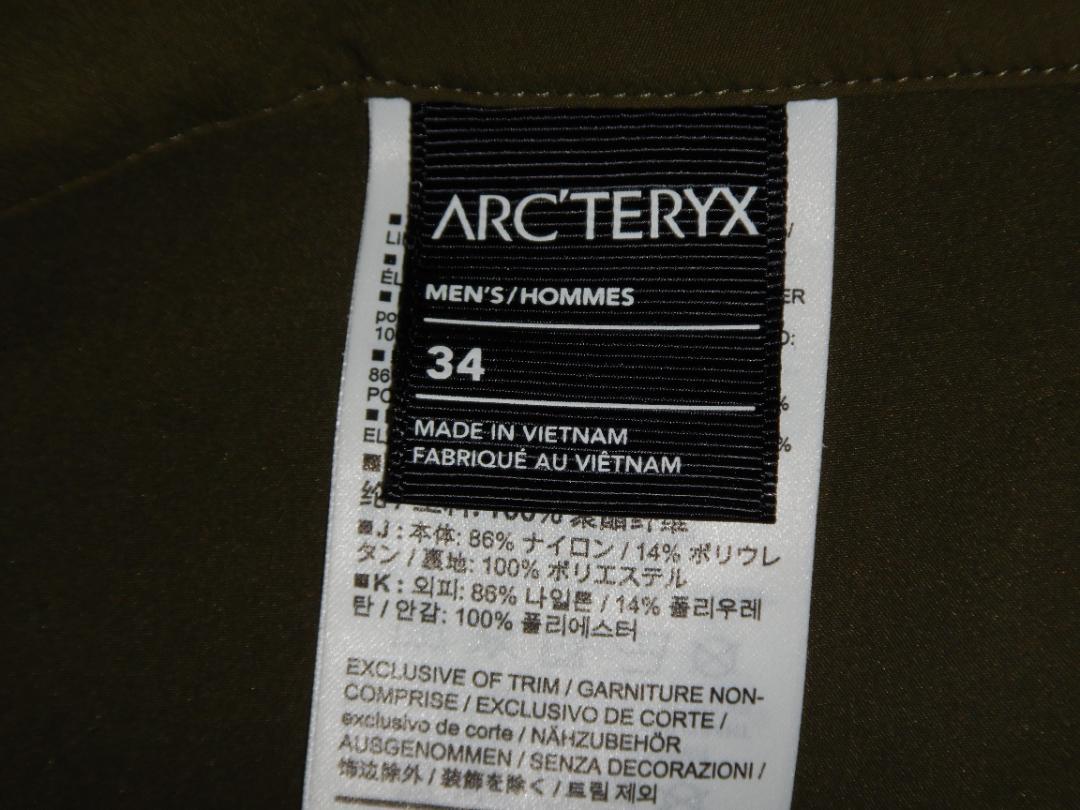 ARC'TERYX
MEN'S/HOMMES
34
MADE IN VIETNAM
FABRIQUÉ AU VIÊTNAM
100%
■J : 本体: 86% ナイロン / 14% ポリウレ
タン / 裏地: 100% ポリエステル
■K : 외피: 86% 나일론 / 14% 폴리우레
탄 / 안감: 100% 폴리에스터
EXCLUSIVE OF TRIM / GARNITURE NON-
COMPRISE / EXCLUSIVO DE CORTE /
exclusivo de corte / NÄHZUBEHÖR
AUSGENOMMEN / SENZA DECORAZIONI /
饰边除外 / 装飾を除く / 트림 제외